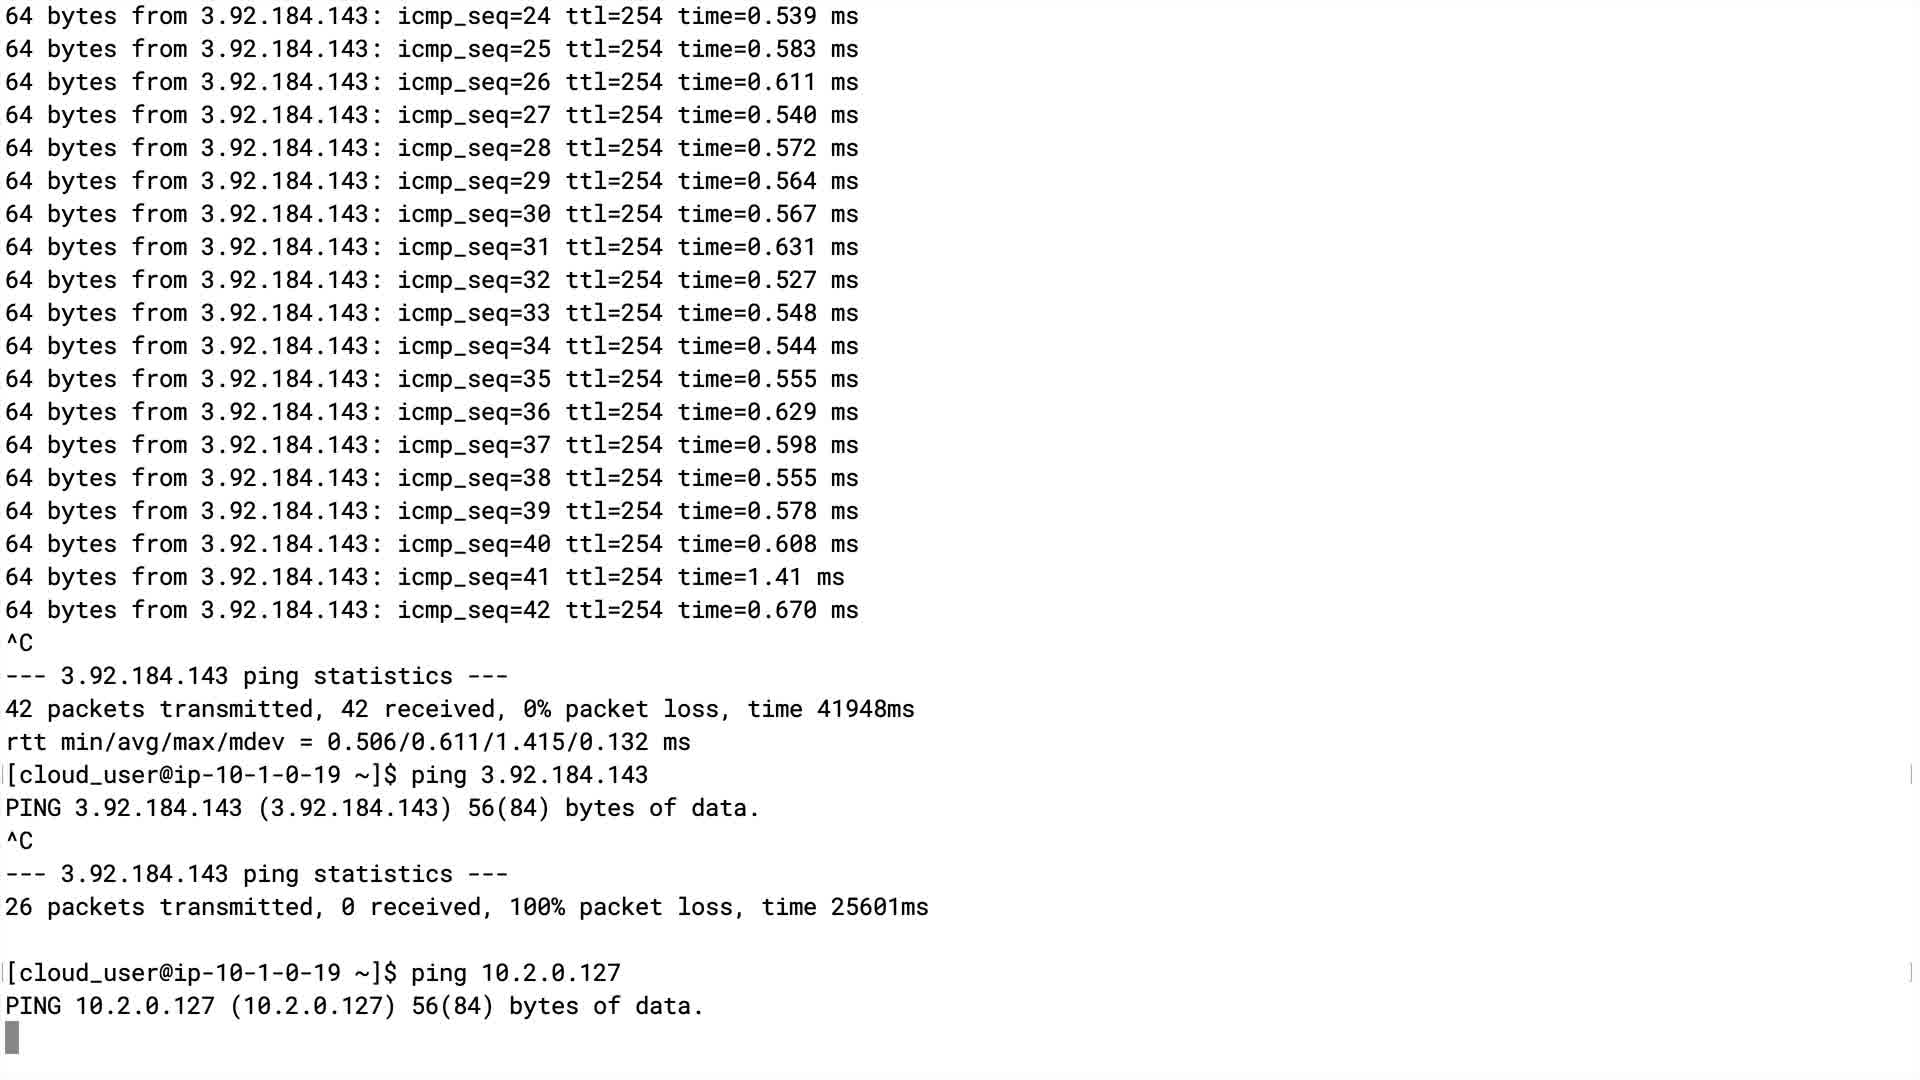 64 bytes from 3.92.184.143: icmp_seq=24 ttl=254 time=0.539 ms
64 bytes from 3.92.184.143: icmp_seq=25 ttl=254 time=0.583 ms
64 bytes from 3.92.184.143: icmp_seq=26 ttl=254 time=0.611 ms
64 bytes from 3.92.184.143: icmp_seq=27 ttl=254 time=0.540 ms
64 bytes from 3.92.184.143: icmp_seq=28 ttl=254 time=0.572 ms
64 bytes from 3.92.184.143: icmp_seq=29 ttl=254 time=0.564 ms
64 bytes from 3.92.184.143: icmp_seq=30 ttl=254 time=0.567 ms
64 bytes from 3.92.184.143: icmp_seq=31 ttl=254 time=0.631 ms
64 bytes from 3.92.184.143: icmp_seq=32 ttl=254 time=0.527 ms
64 bytes from 3.92.184.143: icmp_seq=33 ttl=254 time=0.548 ms
64 bytes from 3.92.184.143: icmp_seq=34 ttl=254 time=0.544 ms
64 bytes from 3.92.184.143: icmp_seq=35 ttl=254 time=0.555 ms
64 bytes from 3.92.184.143: icmp_seq=36 ttl=254 time=0.629 ms
64 bytes from 3.92.184.143: icmp_seq=37 ttl=254 time=0.598 ms
64 bytes from 3.92.184.143: icmp_seq=38 ttl=254 time=0.555 ms
64 bytes from 3.92.184.143: icmp_seq=39 ttl=254 time=0.578 ms
64 bytes from 3.92.184.143: icmp_seq=40 ttl=254 time=0.608 ms
64 bytes from 3.92.184.143: icmp_seq=41 ttl=254 time=1.41 ms
64 bytes from 3.92.184.143: icmp_seq=42 ttl=254 time=0.670 ms
^C
--- 3.92.184.143 ping statistics ---
42 packets transmitted, 42 received, 0% packet loss, time 41948ms
rtt min/avg/max/mdev = 0.506/0.611/1.415/0.132 ms
[cloud_user@ip-10-1-0-19 ~]$ ping 3.92.184.143
PING 3.92.184.143 (3.92.184.143) 56(84) bytes of data.
^C
--- 3.92.184.143 ping statistics ---
26 packets transmitted, 0 received, 100% packet loss, time 25601ms
[cloud_user@ip-10-1-0-19 ~]$ ping 10.2.0.127
PING 10.2.0.127 (10.2.0.127) 56(84) bytes of data.